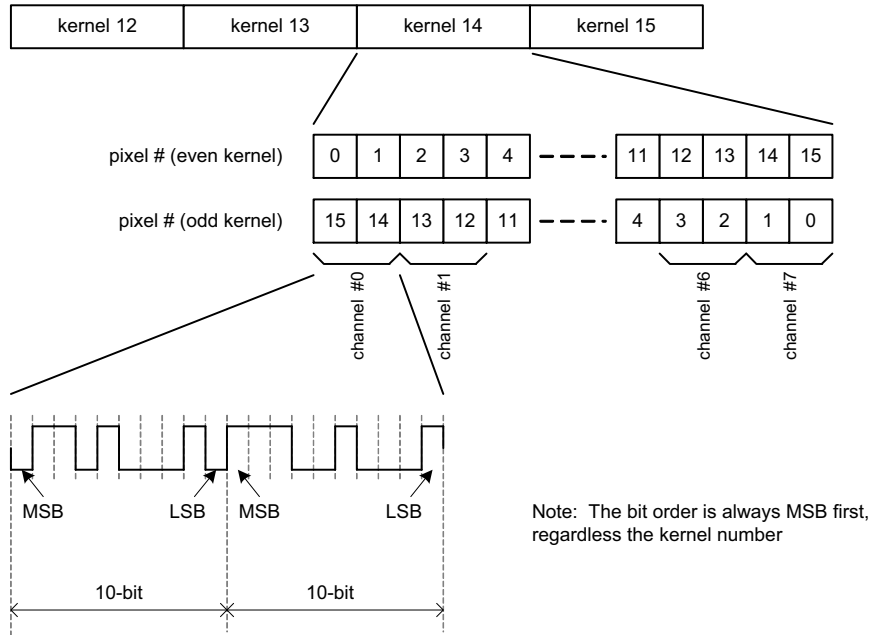 kernel 12 kernel 13 kernel 14 kernel 15
pixel # (even kernel) 0 1 2 3 4 11 12 13 14 15
pixel # (odd kernel) 15 14 13 12 11 4 3 2 1 0
channel #0 channel #1 channel #6 channel #7
MSB LSB MSB LSB
Note: The bit order is always MSB first,
regardless the kernel number
10-bit 10-bit